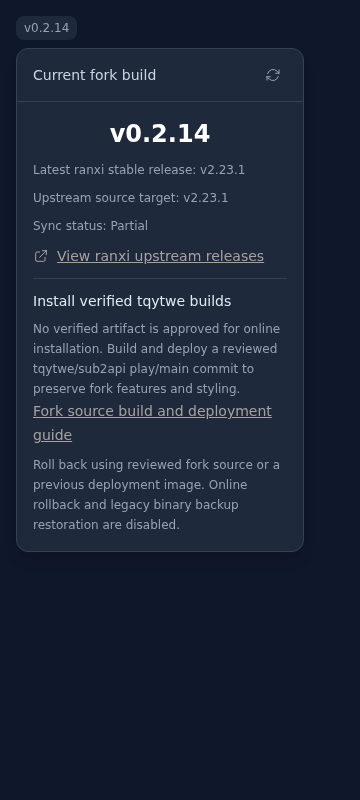 v0.2.14
Current fork build
v0.2.14
Latest ranxi stable release: v2.23.1
Upstream source target: v2.23.1
Sync status: Partial
View ranxi upstream releases
Install verified tqytwe builds
No verified artifact is approved for online
installation. Build and deploy a reviewed
tqytwe/sub2api play/main commit to
preserve fork features and styling.
Fork source build and deployment
guide
Roll back using reviewed fork source or a
previous deployment image. Online
rollback and legacy binary backup
restoration are disabled.